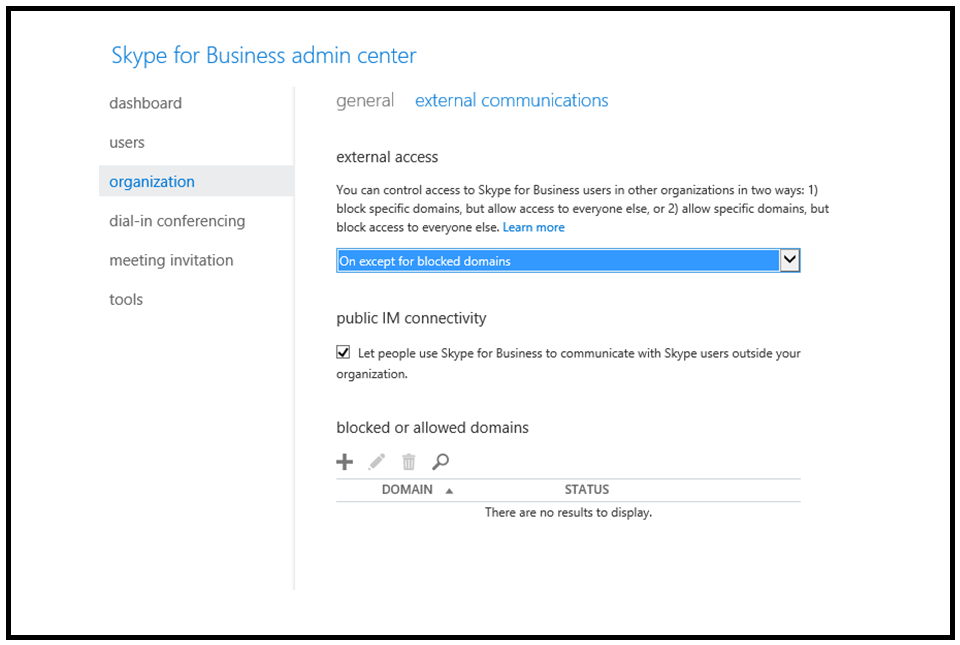 Skype for Business admin center
dashboard
users
organization
dial-in conferencing
meeting invitation
tools
general external communications
external access
You can control access to Skype for Business users in other organizations in two ways: 1)
block specific domains, but allow access to everyone else, or 2) allow specific domains, but
block access to everyone else. Learn more
On except for blocked domains
public IM connectivity
Let people use Skype for Business to communicate with Skype users outside your
organization.
blocked or allowed domains
DOMAIN STATUS
There are no results to display.